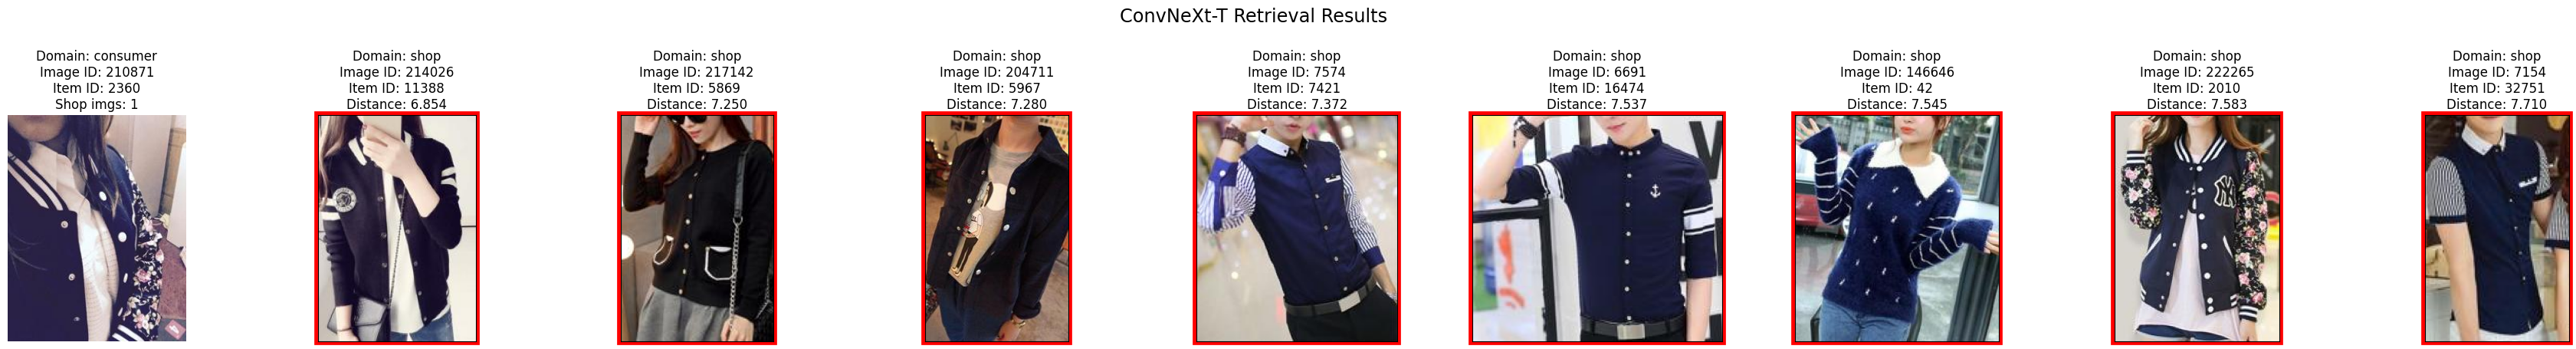 ConvNeXt-T Retrieval Results
Domain: consumer
Image ID: 210871
Item ID: 2360
Shop imgs: 1
Domain: shop
Image ID: 214026
Item ID: 11388
Distance: 6.854
Domain: shop
Image ID: 217142
Item ID: 5869
Distance: 7.250
Domain: shop
Image ID: 204711
Item ID: 5967
Distance: 7.280
Domain: shop
Image ID: 7574
Item ID: 7421
Distance: 7.372
Domain: shop
Image ID: 6691
Item ID: 16474
Distance: 7.537
Domain: shop
Image ID: 146646
Item ID: 42
Distance: 7.545
Domain: shop
Image ID: 222265
Item ID: 2010
Distance: 7.583
NY
Domain: shop
Image ID: 7154
Item ID: 32751
Distance: 7.710